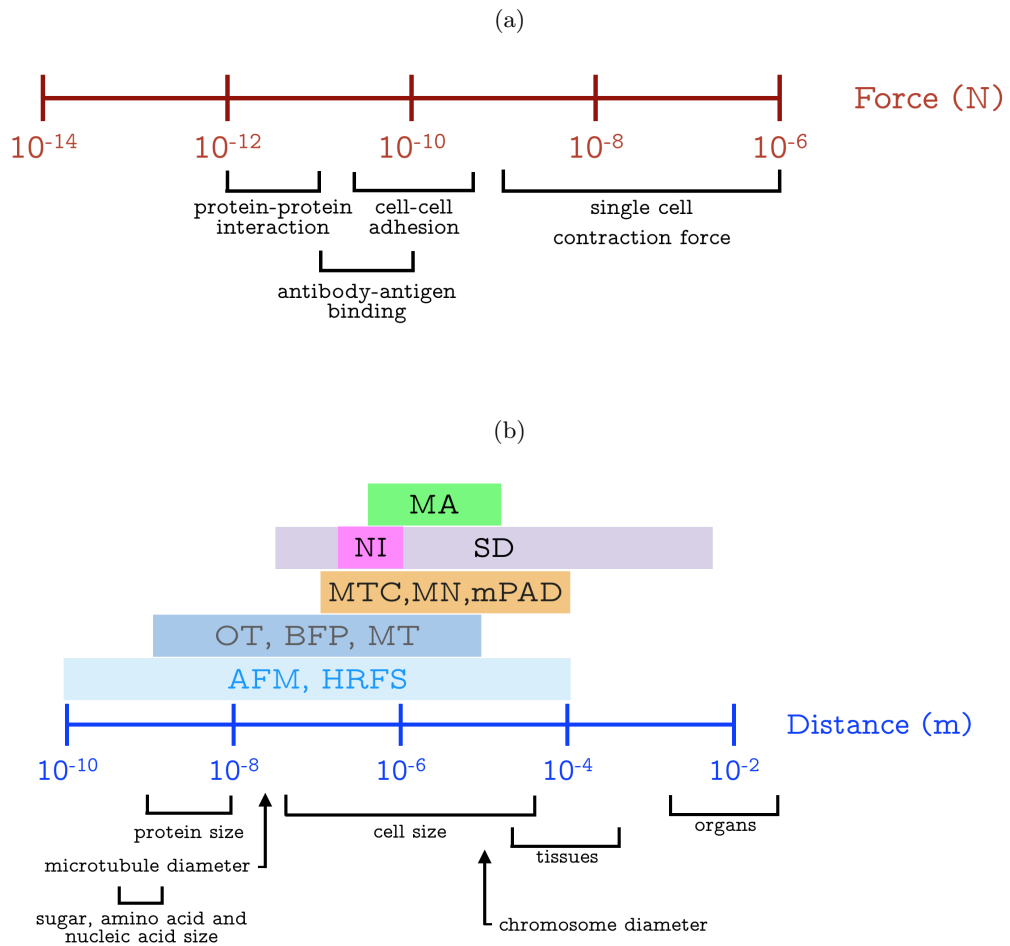 (a)
Force (N)
10-14 10-12 10-10 10-8 10-6
protein-protein
interaction
cell-cell
adhesion
single cell
contraction force
antibody-antigen
binding
(b)
MA
NI SD
MTC,MN,mPAD
OT, BFP, MT
AFM, HRFS
Distance (m)
10-10 10-8 10-6 10-4 10-2
protein size
cell size
organs
tissues
microtubule diameter
sugar, amino acid and
nucleic acid size
chromosome diameter